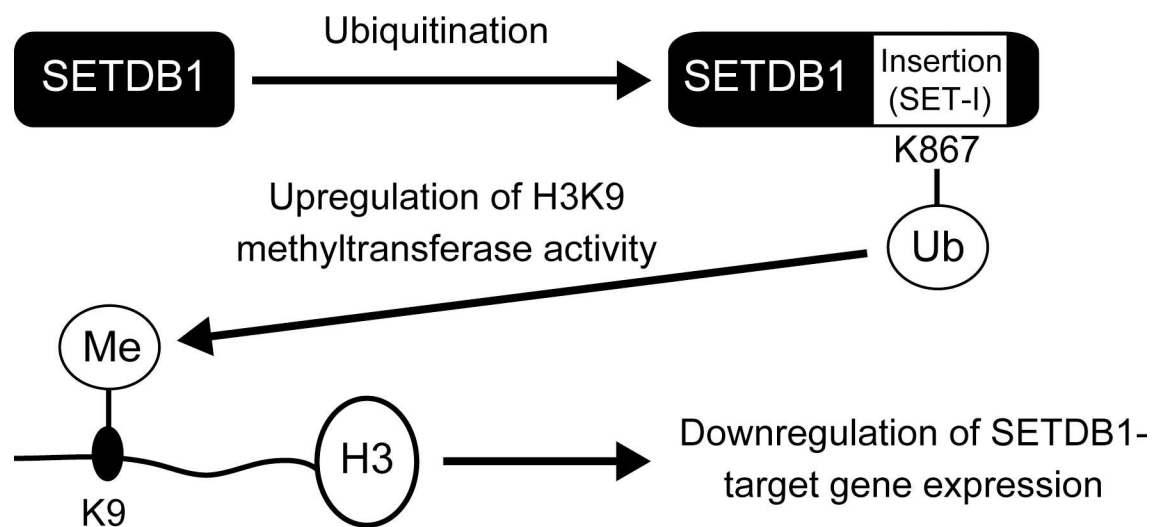 Ubiquitination
SETDB1
SETDB1
Insertion
(SET-I)
K867
Upregulation of H3K9
methyltransferase activity
Ub
Me
H3
K9
Downregulation of SETDB1-
target gene expression